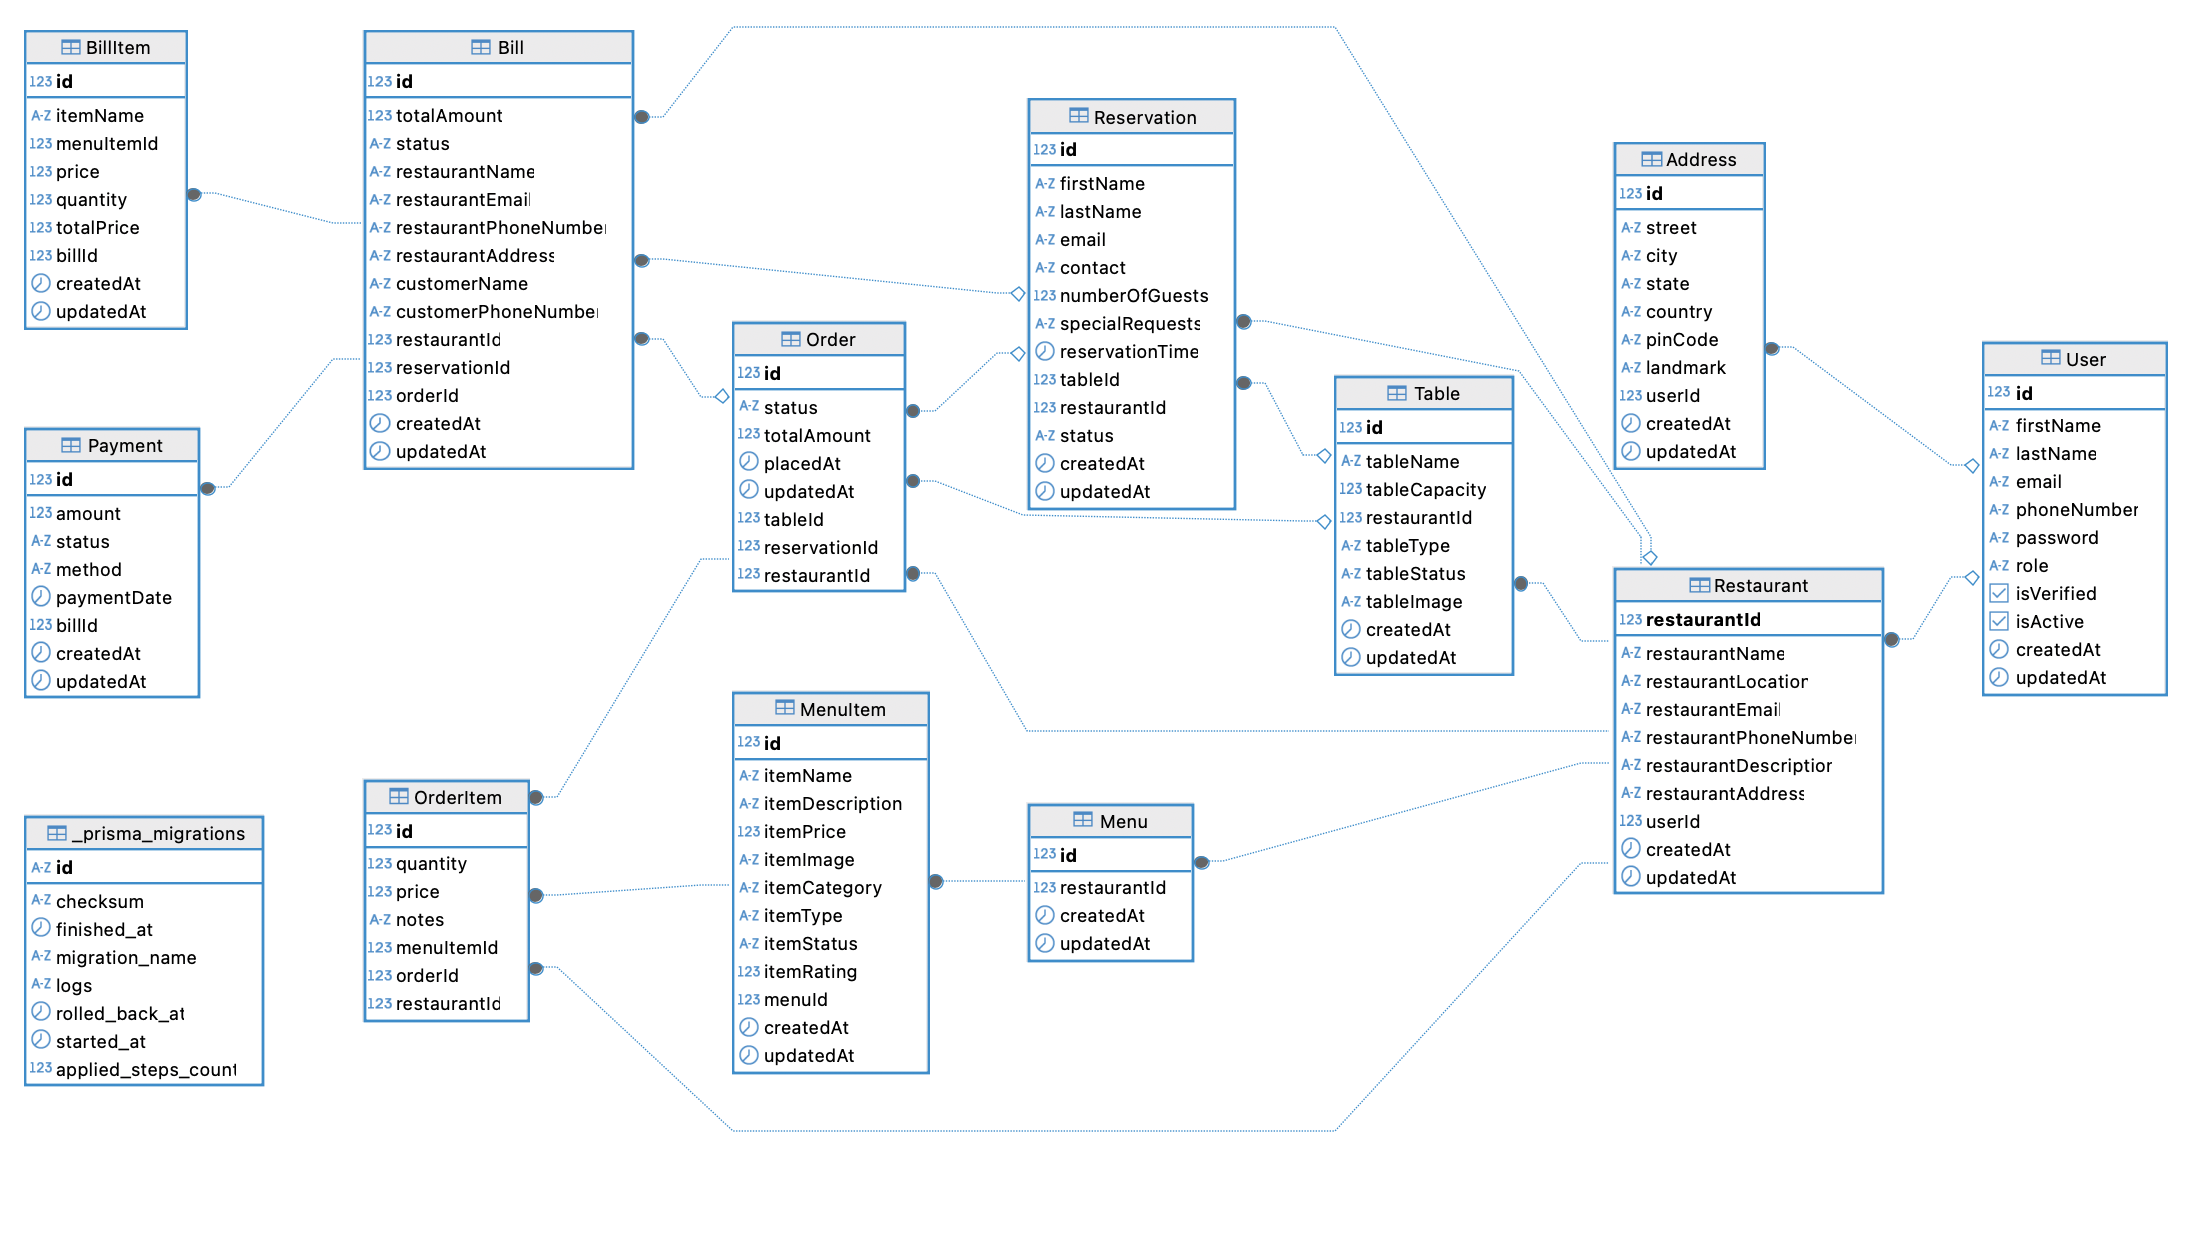 BillItem
123 id
A-Z itemName
123 menuItemId
123 price
123 quantity
123 totalPrice
123 billId
createdAt
updatedAt
Bill
123 id
123 totalAmount
A-Z status
A-Z restaurantName
A-Z restaurantEmail
A-Z restaurantPhoneNumber
A-Z restaurantAddress
A-Z customerName
A-Z customerPhoneNumber
123 restaurantId
123 reservationId
123 orderId
createdAt
updatedAt
Payment
123 id
123 amount
A-Z status
A-Z method
paymentDate
123 billId
createdAt
updatedAt
_prisma_migrations
A-Z id
A-Z checksum
finished_at
A-Z migration_name
A-Z logs
rolled_back_at
started_at
123 applied_steps_count
OrderItem
123 id
123 quantity
123 price
A-Z notes
123 menuItemId
123 orderId
123 restaurantId
Order
123 id
A-Z status
123 totalAmount
placedAt
updatedAt
123 tableId
123 reservationId
123 restaurantId
MenuItem
123 id
A-Z itemName
A-Z itemDescription
123 itemPrice
A-Z itemImage
A-Z itemCategory
A-Z itemType
A-Z itemStatus
123 itemRating
123 menuId
createdAt
updatedAt
Reservation
123 id
A-Z firstName
A-Z lastName
A-Z email
A-Z contact
123 numberOfGuests
A-Z specialRequests
reservationTime
123 tableId
123 restaurantId
A-Z status
createdAt
updatedAt
Menu
123 id
123 restaurantId
createdAt
updatedAt
Table
123 id
A-Z tableName
123 tableCapacity
123 restaurantId
A-Z tableType
A-Z tableStatus
A-Z tableImage
createdAt
updatedAt
Address
123 id
A-Z street
A-Z city
A-Z state
A-Z country
A-Z pinCode
A-Z landmark
123 userId
createdAt
updatedAt
Restaurant
123 restaurantId
A-Z restaurantName
A-Z restaurantLocation
A-Z restaurantEmail
A-Z restaurantPhoneNumber
A-Z restaurantDescription
A-Z restaurantAddress
123 userId
createdAt
updatedAt
User
123 id
A-Z firstName
A-Z lastName
A-Z email
A-Z phoneNumber
A-Z password
A-Z role
isVerified
isActive
createdAt
updatedAt